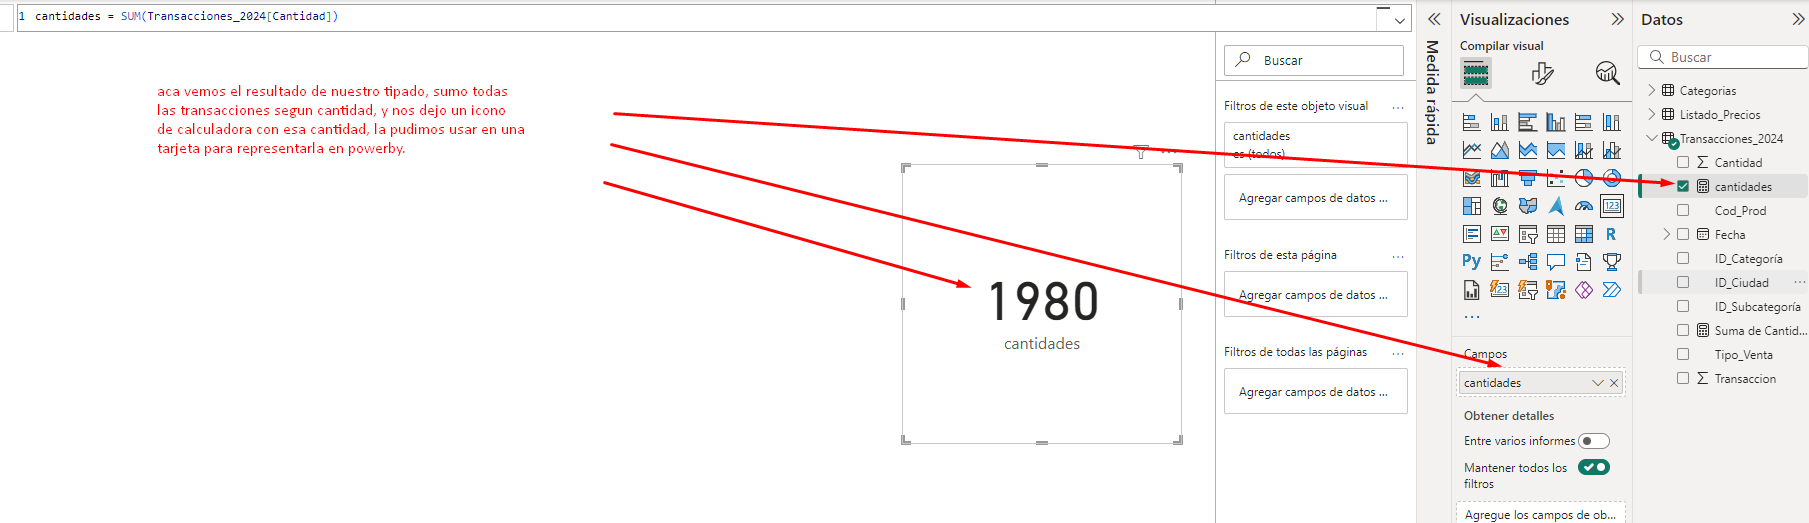 1 cantidades = SUM(Transacciones_2024[Cantidad])
aca vemos el resultado de nuestro tipado, sumo todas
las transacciones segun cantidad, y nos dejo un icono
de calculadora con esa cantidad, la pudimos usar en una
tarjeta para representarla en powerby.
1980
cantidades
Buscar
Filtros de este objeto visual
cantidades
es (todos)
Agregar campos de datos ...
Filtros de esta página
Agregar campos de datos ...
Filtros de todas las páginas
Agregar campos de datos ...
Medida rápida
Visualizaciones
Compilar visual
123
R
Py
123
...
Campos
cantidades
Obtener detalles
Entre varios informes
Mantener todos los
filtros
Agregue los campos de ob...
Datos
Buscar
Categorias
Listado_Precios
Transacciones_2024
Cantidad
cantidades
Cod_Prod
Fecha
ID_Categoría
ID_Ciudad
ID_Subcategoría
Suma de Cantid...
Tipo_Venta
Transaccion